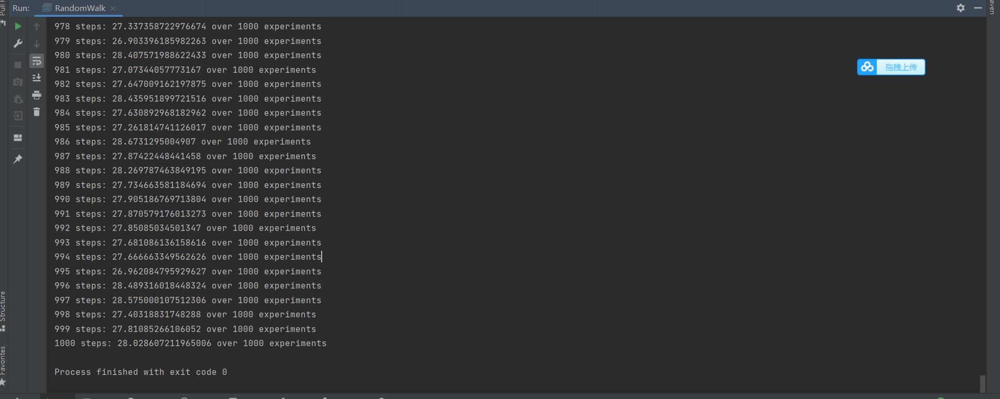 Run: RandomWalk
978 steps: 27.337358722976674 over 1000 experiments
979 steps: 26.903396185982263 over 1000 experiments
980 steps: 28.407571988622433 over 1000 experiments
981 steps: 27.07344057773167 over 1000 experiments
982 steps: 27.647009162197875 over 1000 experiments
983 steps: 28.435951899721516 over 1000 experiments
984 steps: 27.630892968182962 over 1000 experiments
985 steps: 27.261814741126017 over 1000 experiments
986 steps: 28.6731295004907 over 1000 experiments
987 steps: 27.87422448441458 over 1000 experiments
988 steps: 28.269787463849195 over 1000 experiments
989 steps: 27.734663581184694 over 1000 experiments
990 steps: 27.905186769713804 over 1000 experiments
991 steps: 27.870579176013273 over 1000 experiments
992 steps: 27.85085034501347 over 1000 experiments
993 steps: 27.681086136158616 over 1000 experiments
994 steps: 27.666663349562626 over 1000 experiments
995 steps: 26.962084795929627 over 1000 experiments
996 steps: 28.489316018448324 over 1000 experiments
997 steps: 28.575000107512306 over 1000 experiments
998 steps: 27.40318831748288 over 1000 experiments
999 steps: 27.81085266106052 over 1000 experiments
1000 steps: 28.028607211965006 over 1000 experiments
Process finished with exit code 0
拖拽上传
Pull
Structure
Favorites
aven